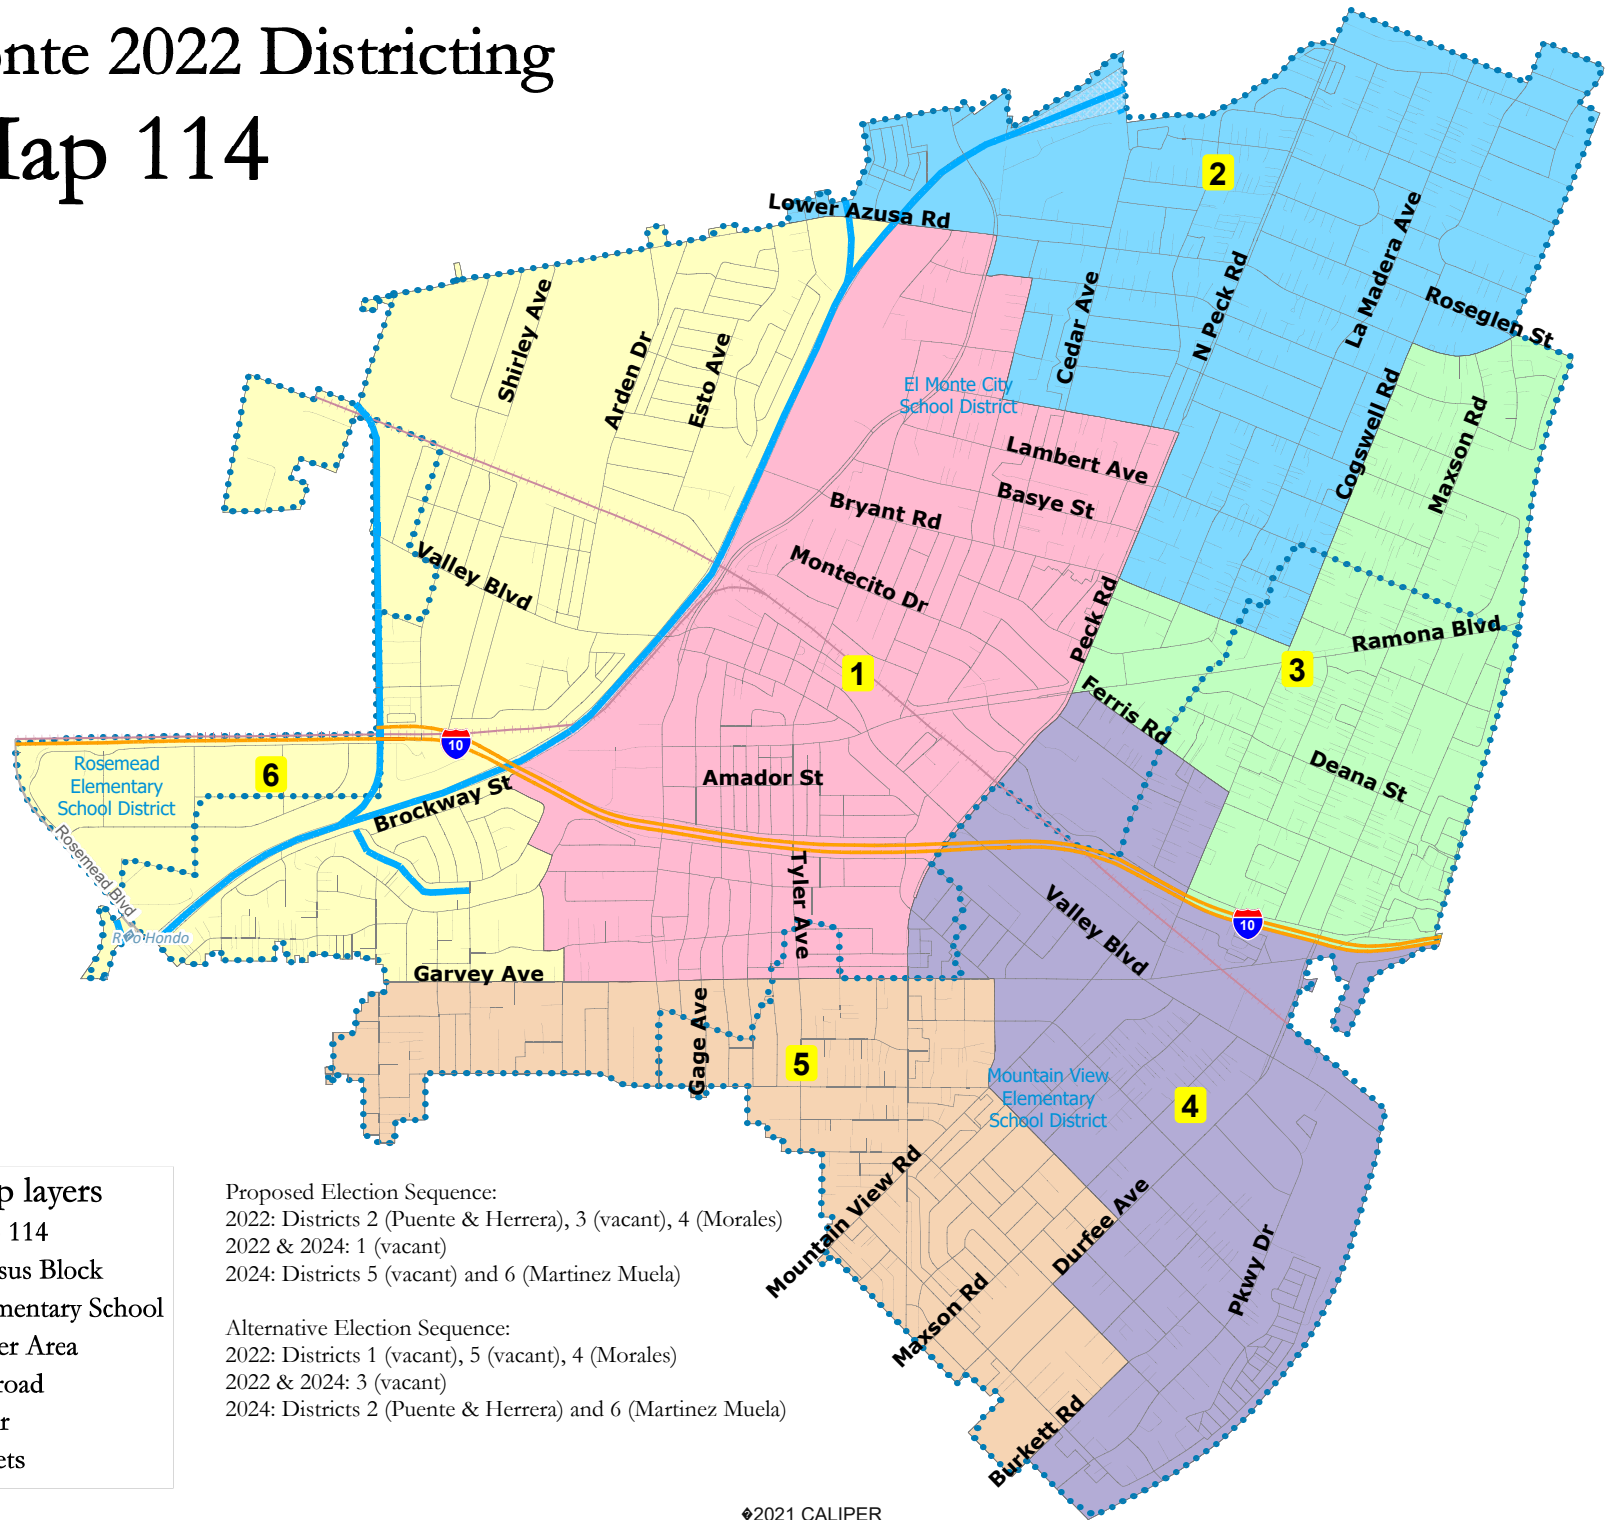 onte 2022 Districting
Map 114
Lower Azusa Rd
2
Shirley Ave
Arden Dr
Esto Ave
Cedar Ave
N Peck Rd
La Madera Ave
Roseglen St
El Monte City
School District
Cogswell Rd
Maxson Rd
Lambert Ave
Basye St
Bryant Rd
Montecito Dr
Valley Blvd
Peck Rd
Ramona Blvd
1
3
Ferris Rd
10
Rosemead
Elementary
School District
6
Amador St
Deana St
Brockway St
Rosemead Blvd
Tyler Ave
Valley Blvd
10
R�o Hondo
Garvey Ave
Gage Ave
5
Mountain View
Elementary
School District
4
Mountain View Rd
Durfee Ave
Maxson Rd
Pkwy Dr
Burkett Rd
p layers
114
sus Block
mentary School
er Area
road
r
ets
Proposed Election Sequence:
2022: Districts 2 (Puente & Herrera), 3 (vacant), 4 (Morales)
2022 & 2024: 1 (vacant)
2024: Districts 5 (vacant) and 6 (Martinez Muela)
Alternative Election Sequence:
2022: Districts 1 (vacant), 5 (vacant), 4 (Morales)
2022 & 2024: 3 (vacant)
2024: Districts 2 (Puente & Herrera) and 6 (Martinez Muela)
�2021 CALIPER